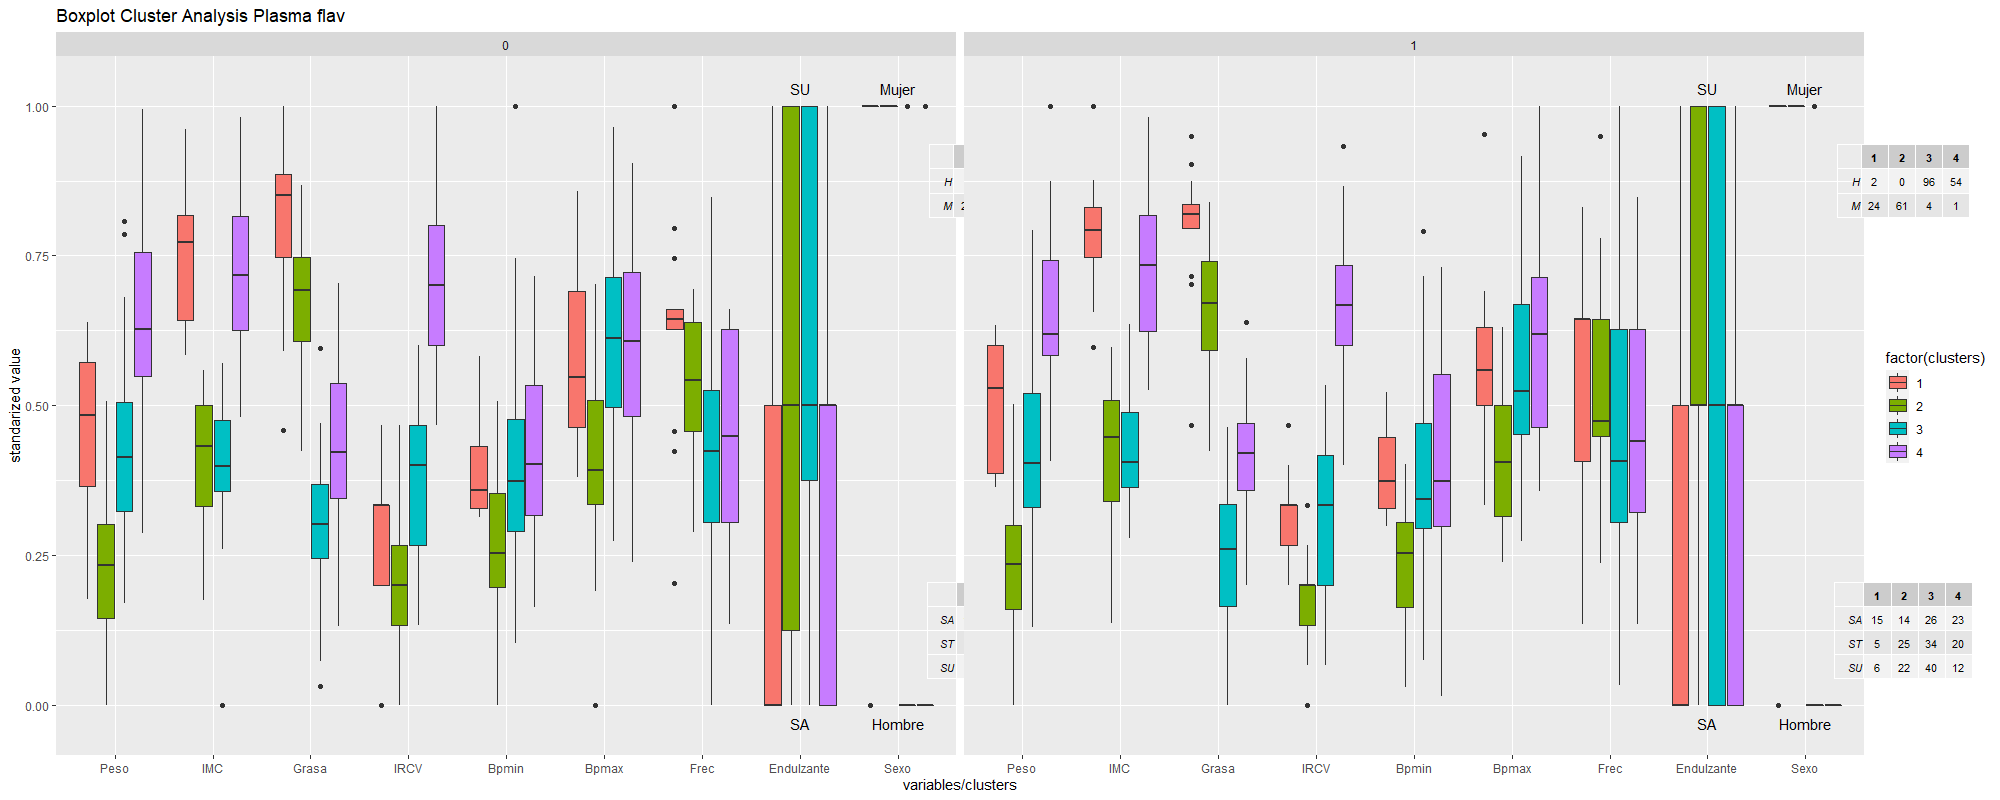 Boxplot Cluster Analysis Plasma flav
0
1
standarized value
1.00
0.75
0.50
0.25
0.00
SU
Mujer
SA
Hombre
H
M 2
SA
ST
SU
SU
Mujer
SA
Hombre
1 2 3 4
H 2 0 96 54
M 24 61 4 1
1 2 3 4
SA 15 14 26 23
ST 5 25 34 20
SU 6 22 40 12
factor(clusters)
1
2
3
4
Peso IMC Grasa IRCV Bpmin Bpmax Frec Endulzante Sexo
Peso IMC Grasa IRCV Bpmin Bpmax Frec Endulzante Sexo
variables/clusters